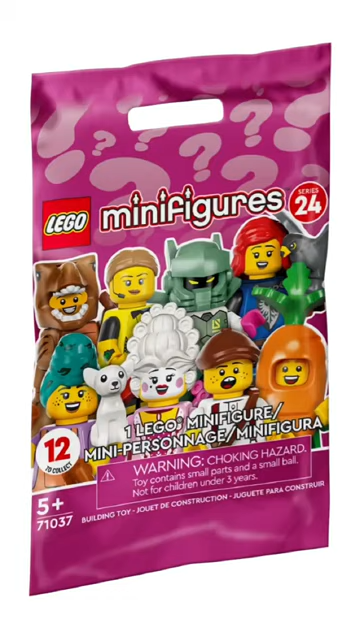 LEGO
minifigures
SERIES
24
12
TO COLLECT
1 LEGO® MINIFIGURE/
MINI-PERSONNAGE/MINIFIGURA
WARNING: CHOKING HAZARD.
Toy contains small parts and a small ball.
Not for children under 3 years.
5+
71037
BUILDING TOY - JOUET DE CONSTRUCTION - JUGUETE PARA CONSTRUIR